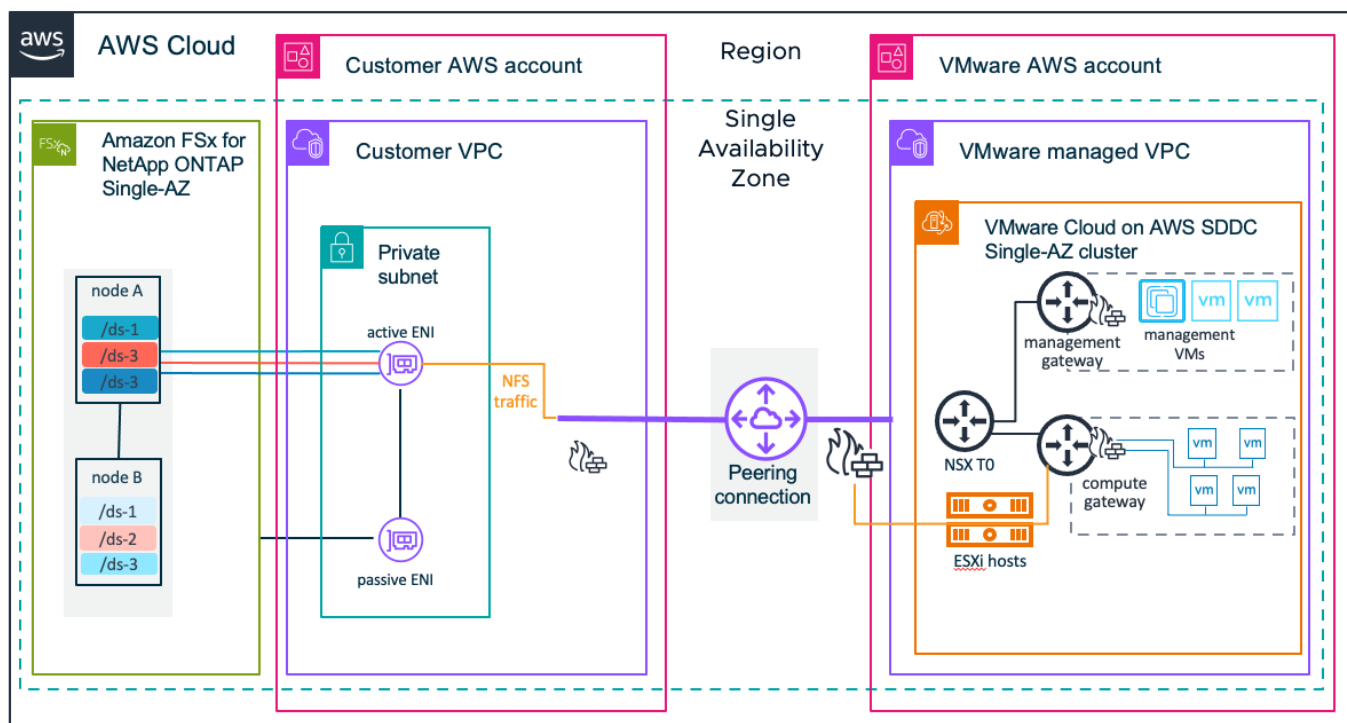 aws
AWS Cloud
Customer AWS account
Region
VMware AWS account
FSx
N
Amazon FSx for
NetApp ONTAP
Single-AZ
Customer VPC
Single
Availability
Zone
VMware managed VPC
Private
subnet
VMware Cloud on AWS SDDC
Single-AZ cluster
node A
/ds-1
/ds-3
/ds-3
active ENI
NFS
traffic
management
gateway
vm
vm
management
VMs
node B
/ds-1
/ds-2
/ds-3
passive ENI
Peering
connection
NSX T0
compute
gateway
vm
vm
vm
vm
ESXi hosts